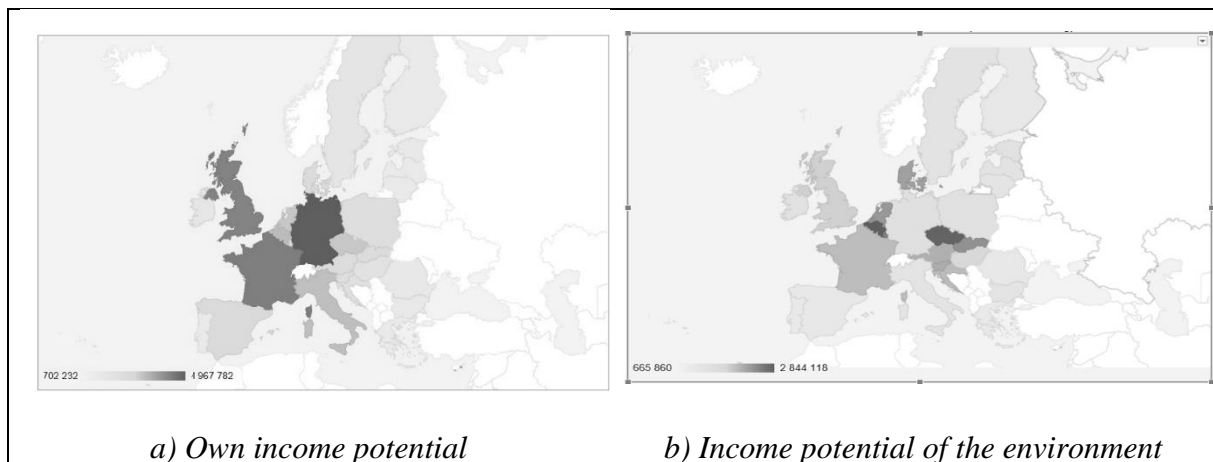 702 232 4 967 782
665 860 2 844 118
a) Own income potential
b) Income potential of the environment